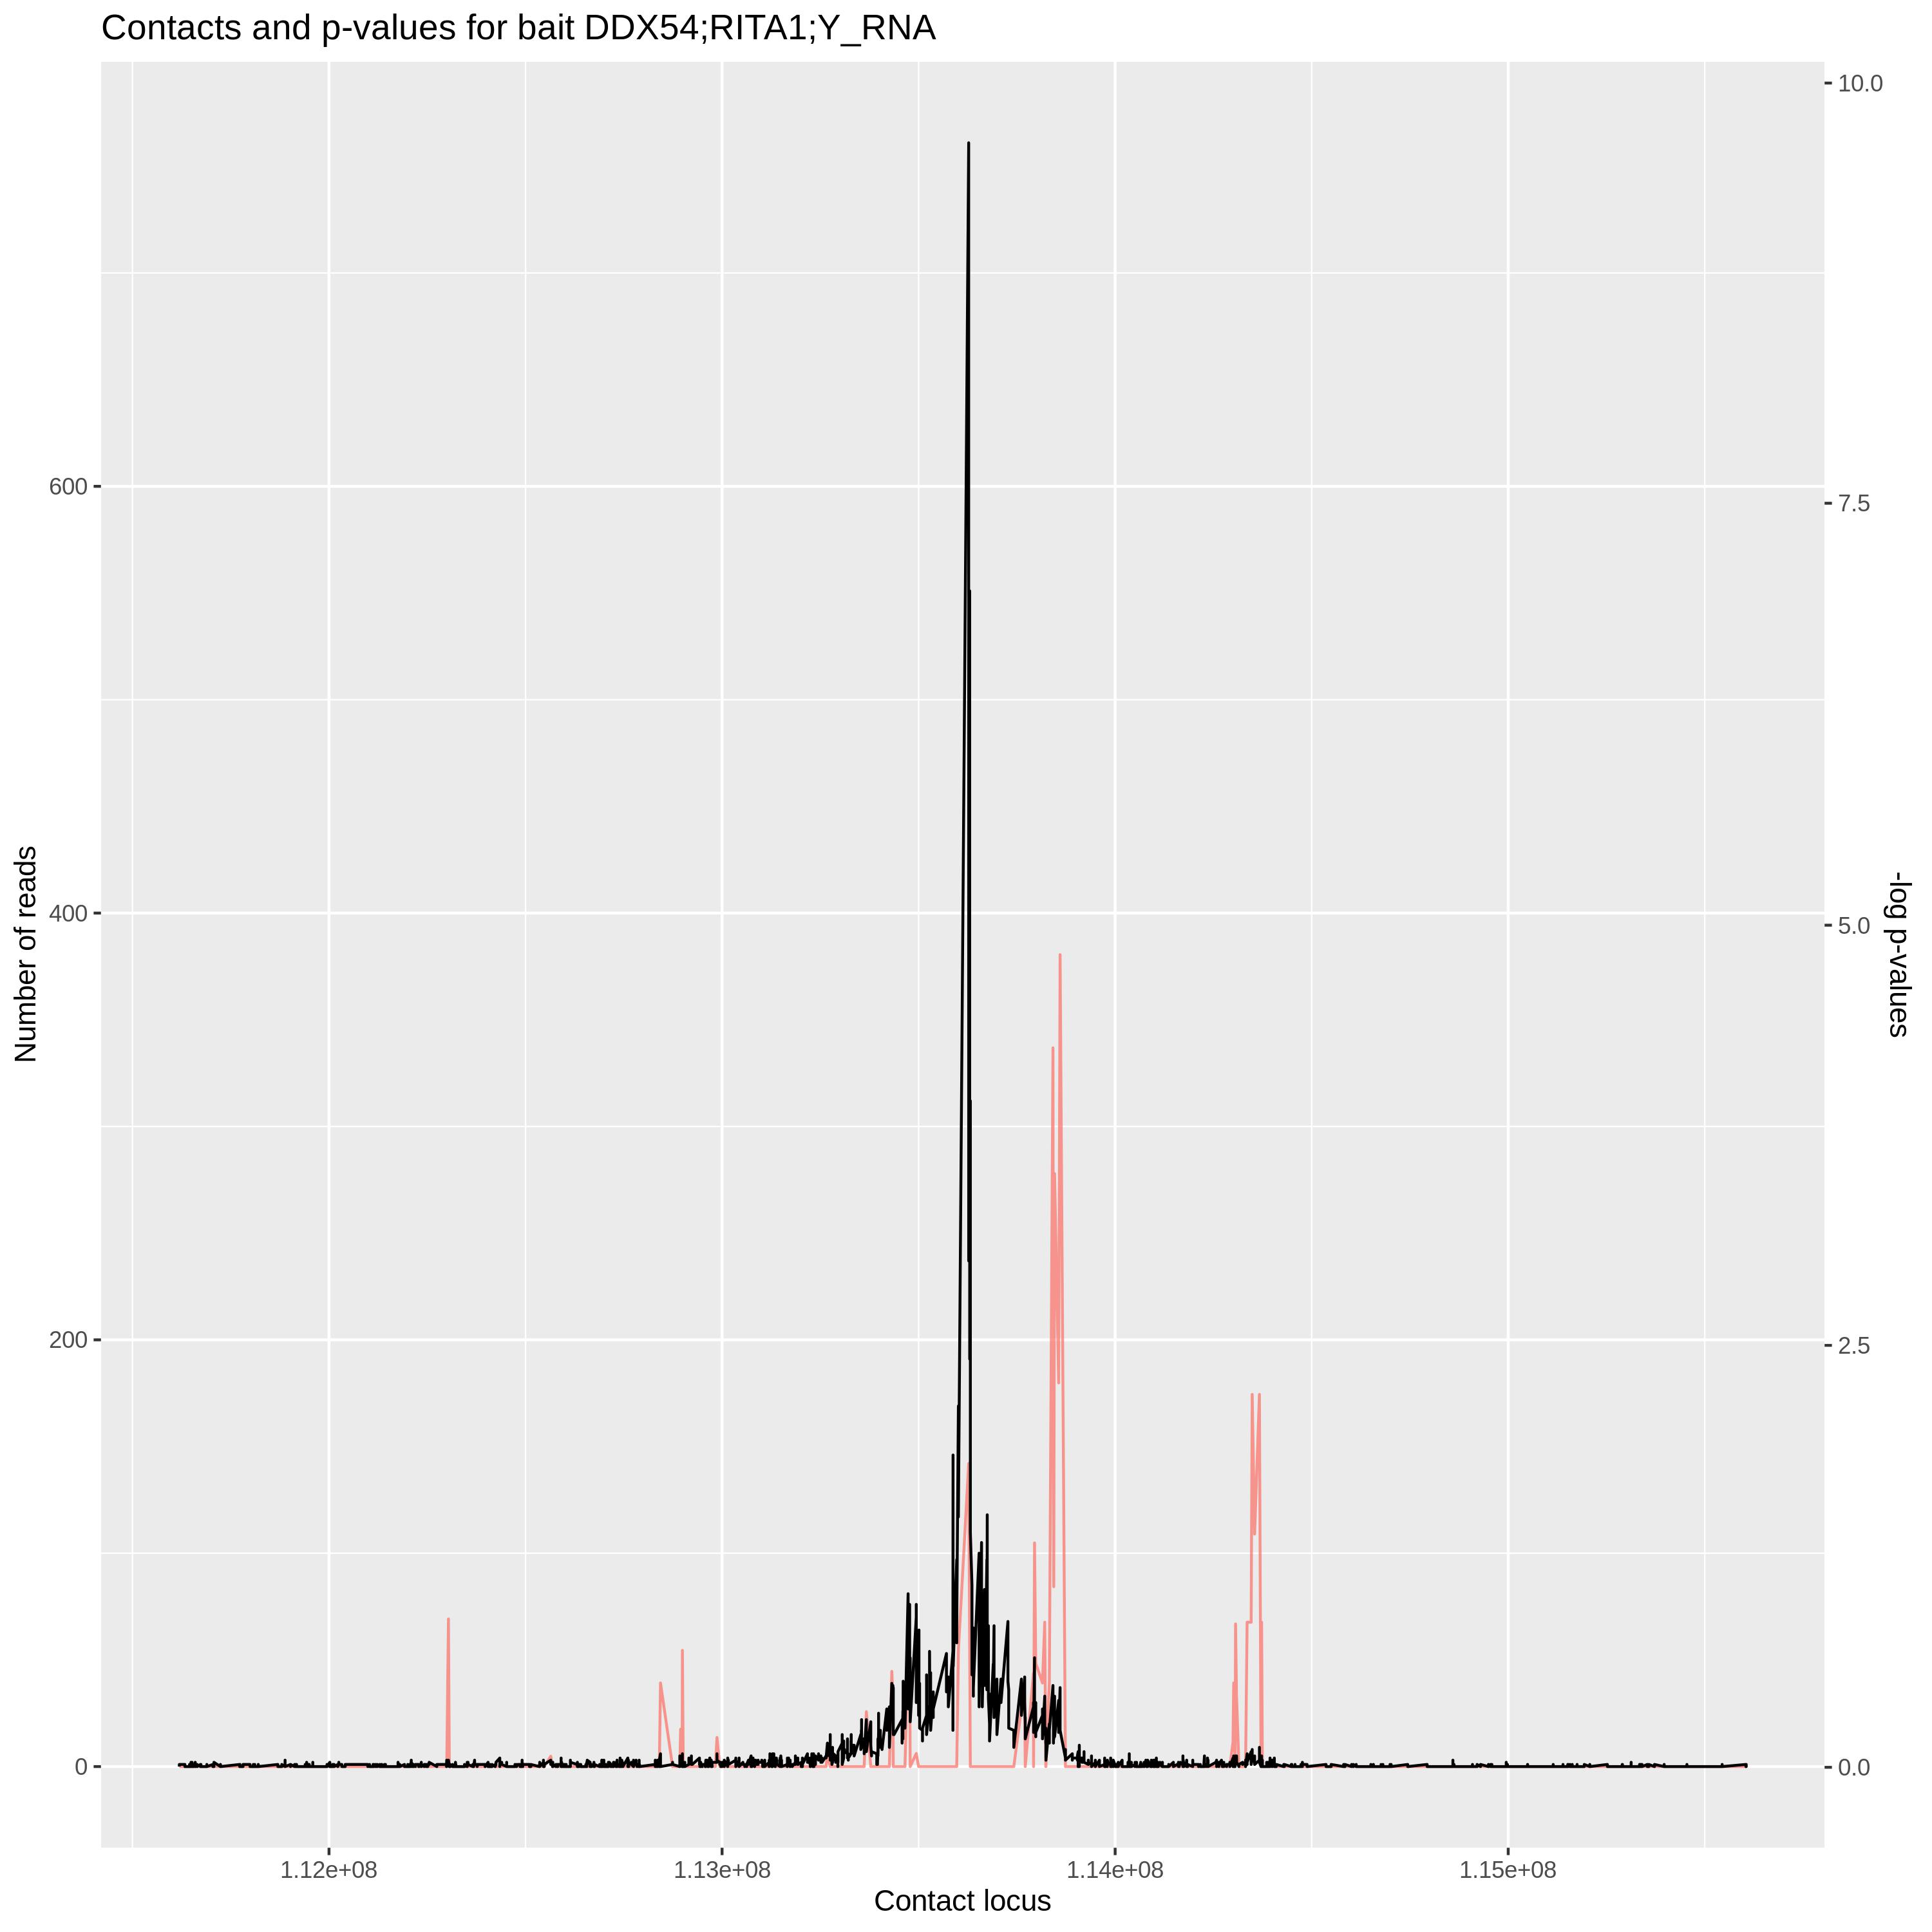 Contacts and p-values for bait DDX54;RITA1;Y_RNA
10.0
7.5
5.0
2.5
0.0
600
400
200
0
Number of reads
-log p-values
1.12e+08
1.13e+08
1.14e+08
1.15e+08
Contact locus